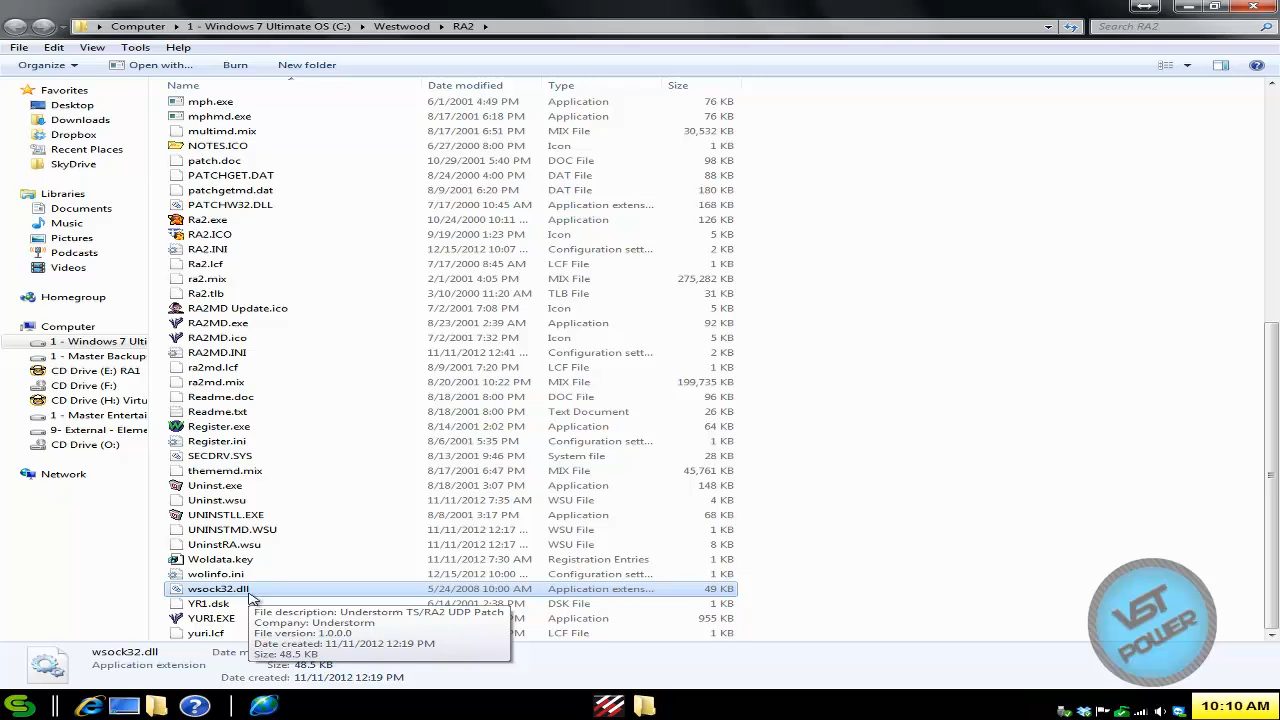 Computer 1 - Windows 7 Ultimate OS (C:) Westwood RA2 Search RA2
File Edit View Tools Help
Organize Open with... Burn New folder
Name Date modified Type Size
mph.exe 6/1/2001 4:49 PM Application 76 KB
mphmd.exe 8/17/2001 6:18 PM Application 76 KB
multimd.mix 8/17/2001 6:51 PM MIX File 30,532 KB
NOTES.ICO 6/27/2000 8:00 PM Icon 3 KB
patch.doc 10/29/2001 5:40 PM DOC File 98 KB
PATCHGET.DAT 8/24/2000 4:00 PM DAT File 88 KB
patchgetmd.dat 8/9/2001 6:20 PM DAT File 180 KB
PATCHW32.DLL 7/17/2000 10:45 AM Application extens... 168 KB
Ra2.exe 10/24/2000 10:11 ... Application 126 KB
RA2.ICO 9/19/2000 1:23 PM Icon 5 KB
RA2.INI 12/15/2012 10:07 ... Configuration sett... 2 KB
Ra2.lcf 7/17/2000 8:45 AM LCF File 1 KB
ra2.mix 2/1/2001 4:05 PM MIX File 275,282 KB
Ra2.tlb 3/10/2000 11:20 AM TLB File 31 KB
RA2MD Update.ico 7/2/2001 7:08 PM Icon 5 KB
RA2MD.exe 8/23/2001 2:39 AM Application 92 KB
RA2MD.ico 7/2/2001 7:32 PM Icon 5 KB
RA2MD.INI 11/11/2012 12:41 ... Configuration sett... 2 KB
ra2md.lcf 8/9/2001 7:20 PM LCF File 1 KB
ra2md.mix 8/20/2001 10:22 PM MIX File 199,735 KB
Readme.doc 8/18/2001 8:00 PM DOC File 96 KB
Readme.txt 8/18/2001 8:00 PM Text Document 26 KB
Register.exe 8/14/2001 2:02 PM Application 64 KB
Register.ini 8/6/2001 5:35 PM Configuration sett... 1 KB
SECDRV.SYS 8/13/2001 9:46 PM System file 14 KB
thememd.mix 8/17/2001 6:47 PM MIX File 45,761 KB
Uninst.exe 8/18/2001 3:07 PM Application 148 KB
Uninst.wsu 11/11/2012 7:35 AM WSU File 4 KB
UNINSTLL.EXE 8/8/2001 3:17 PM Application 68 KB
UNINSTMD.WSU 11/11/2012 12:17 ... WSU File 1 KB
UninstRA.wsu 11/11/2012 12:17 ... WSU File 8 KB
Woldata.key 11/11/2012 7:30 AM Registration Entries 1 KB
wolinfo.ini 12/15/2012 10:00 ... Configuration sett... 1 KB
wsock32.dll 5/24/2008 10:00 AM Application extens... 49 KB
YR1.dsk 6/14/2001 2:38 PM DSK File 1 KB
YURI.EXE Application 955 KB
yuri.lcf LCF File 1 KB
Favorites
Desktop
Downloads
Dropbox
Recent Places
SkyDrive
Libraries
Documents
Music
Pictures
Podcasts
Videos
Homegroup
Computer
1 - Windows 7 Ulti
1 - Master Backup
CD Drive (E:) RA1
CD Drive (F:)
CD Drive (H:) Virtu
1 - Master Entertai
9- External - Eleme
CD Drive (O:)
Network
File description: Understorm TS/RA2 UDP Patch
Company: Understorm
File version: 1.0.0.0
Date created: 11/11/2012 12:19 PM
Size: 48.5 KB
wsock32.dll Date m
Application extension Size: 48.5 KB
Date created: 11/11/2012 12:19 PM
VGT
POWER
10:10 AM